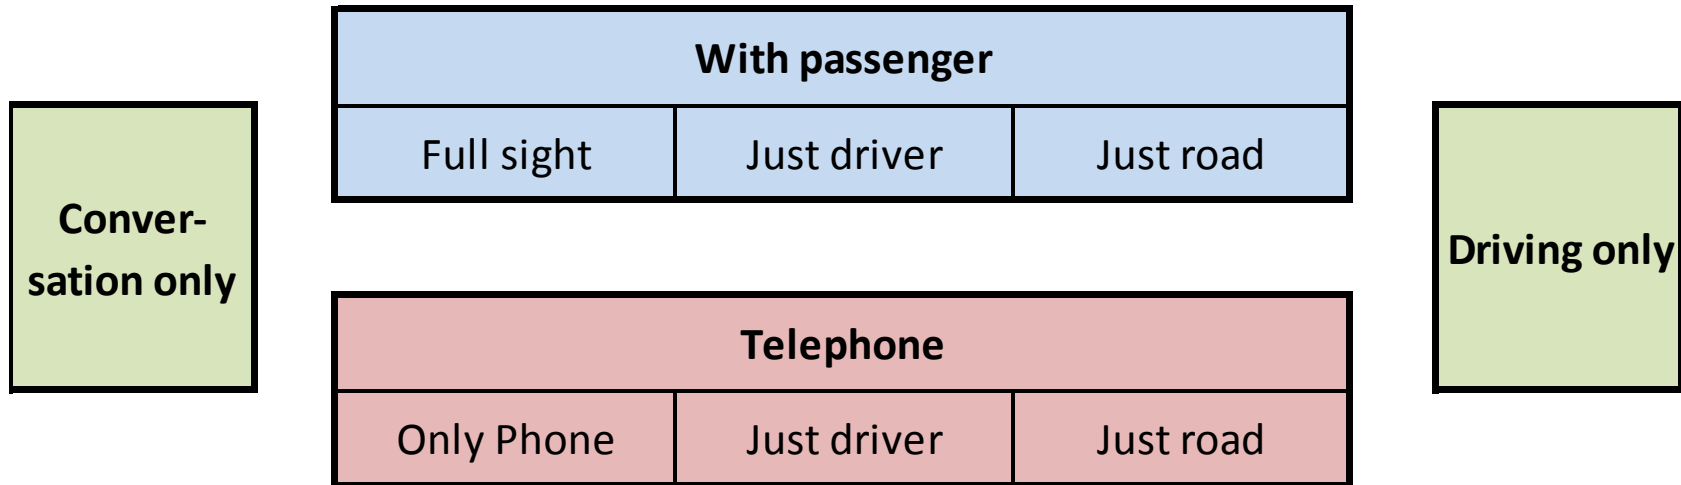 With passenger
Full sight
Just driver
Just road
Conver-
sation only
Driving only
Telephone
Only Phone
Just driver
Just road